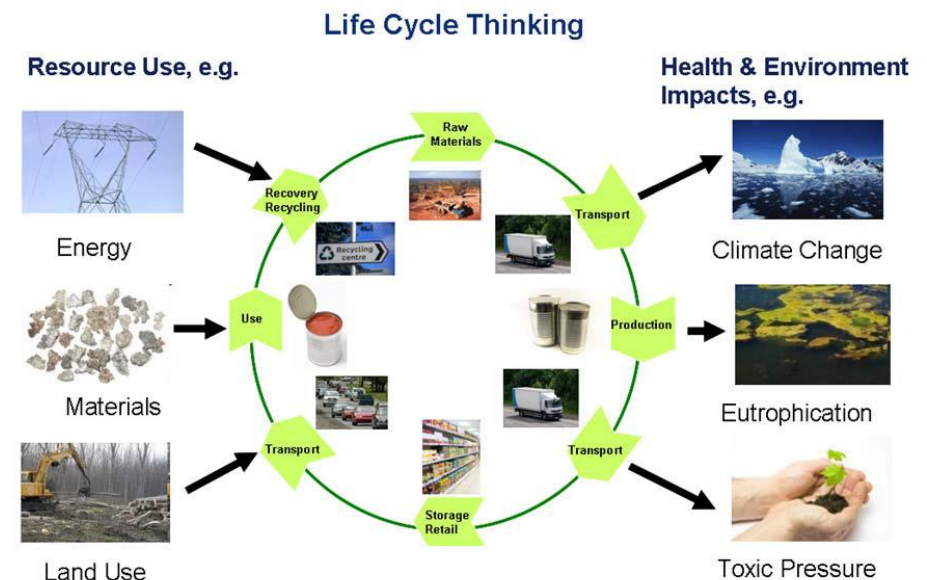 Life Cycle Thinking
Resource Use, e.g.
Health & Environment
Impacts, e.g.
Raw
Materials
Recovery
Recycling
Transport
Recycling
centre
Energy
Climate Change
Use
Production
Materials
Eutrophication
Transport
Transport
Storage
Retail
Land Use
Toxic Pressure